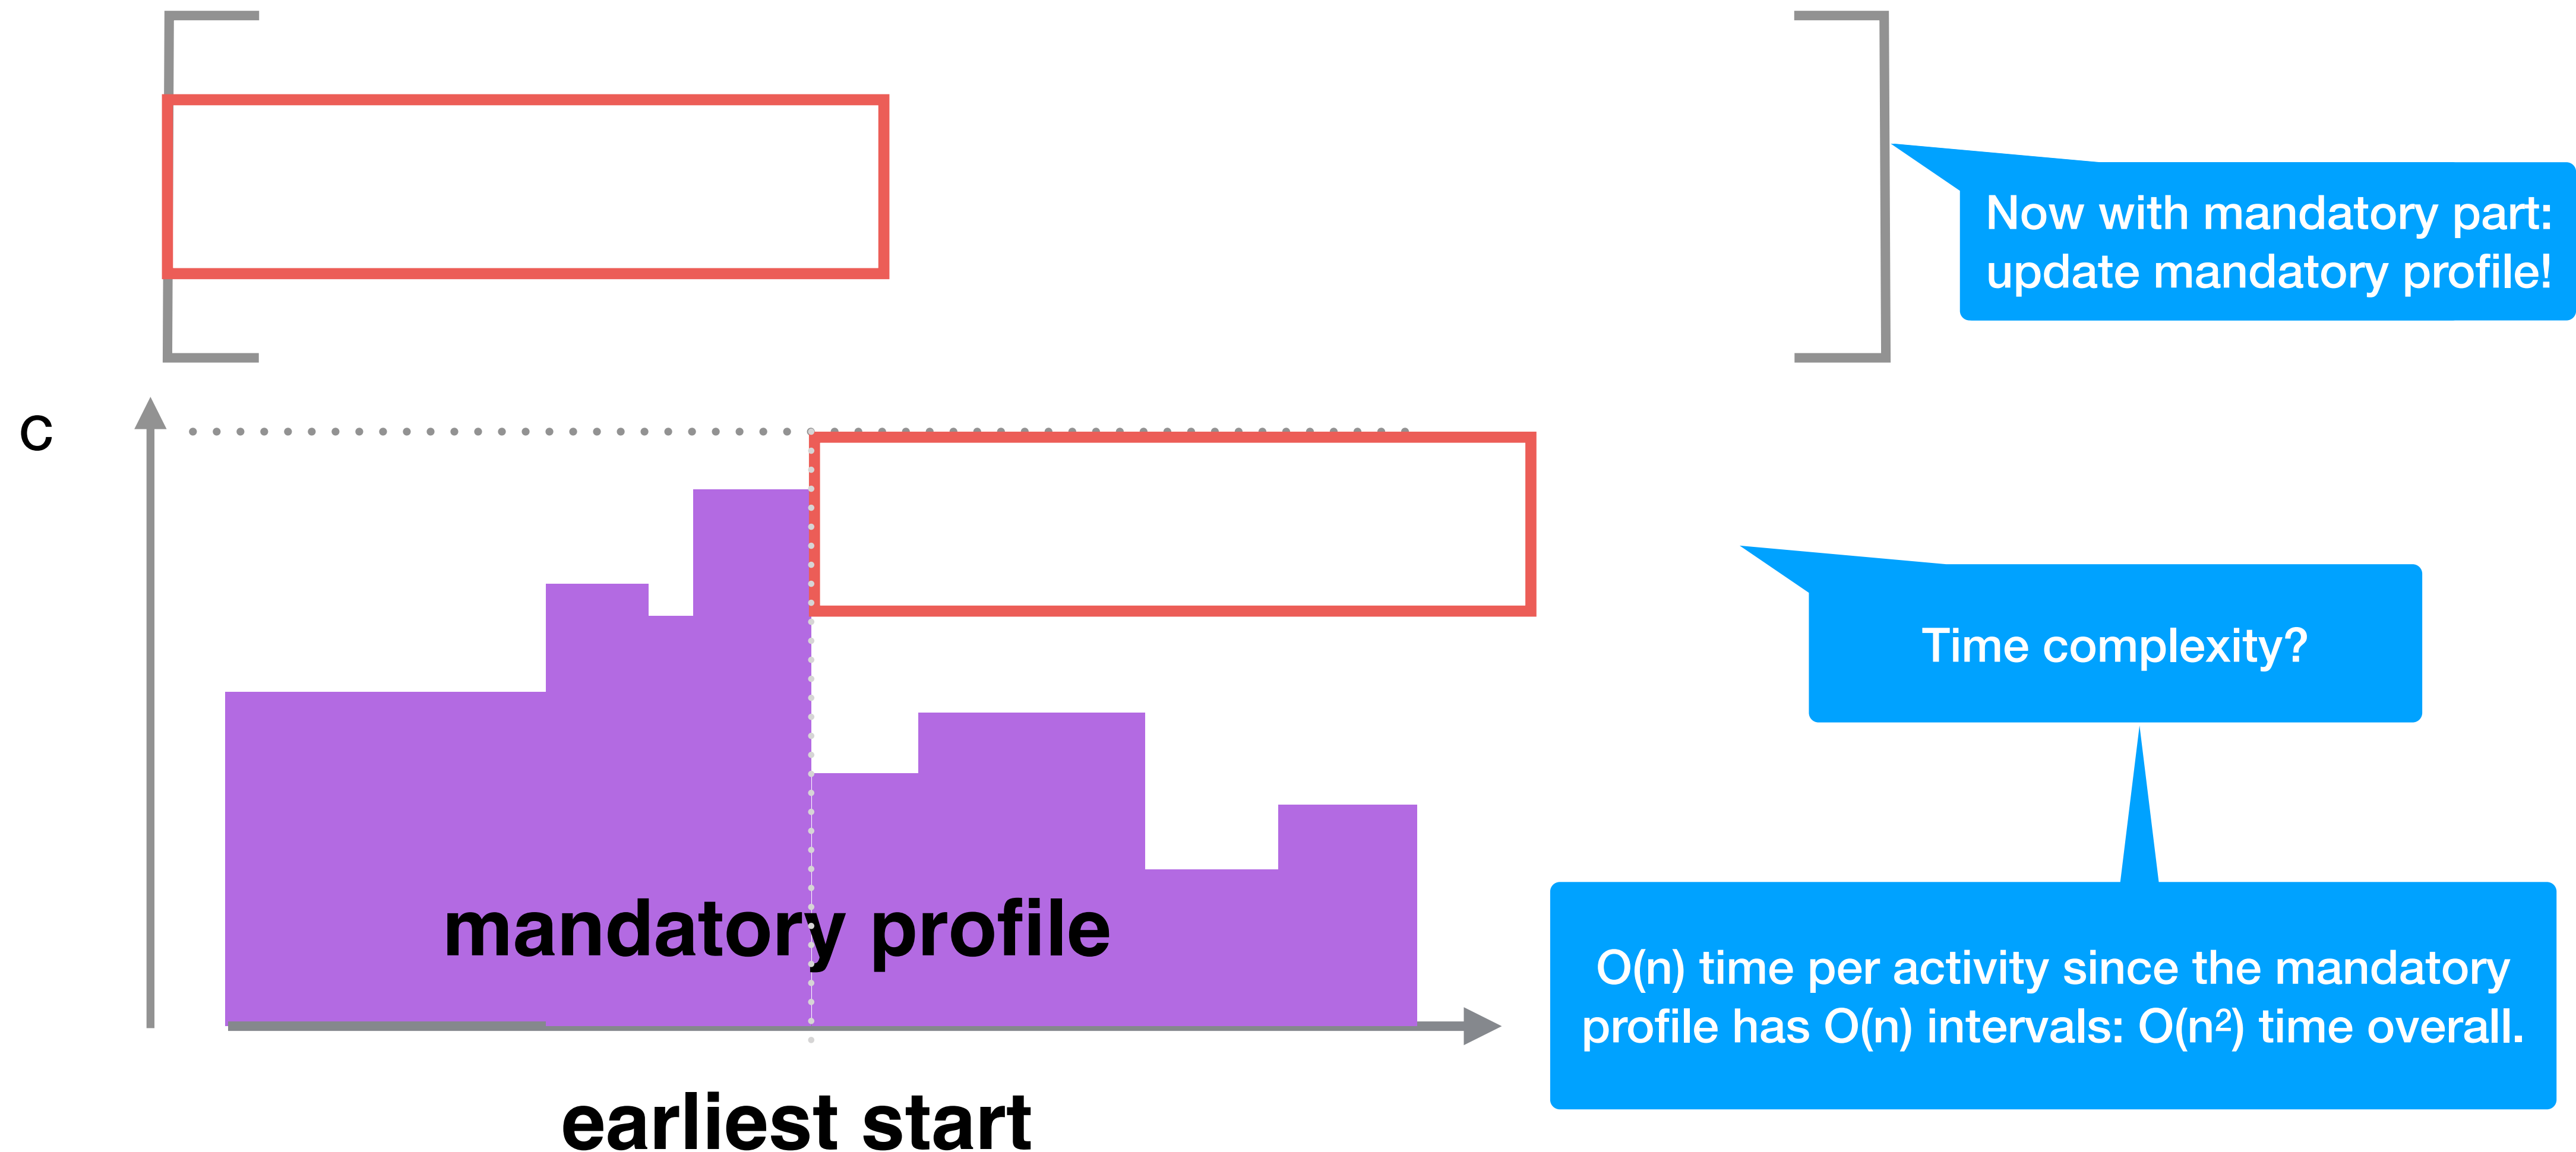 Now with mandatory part:
update mandatory profile!
C
Time complexity?
mandatory profile
O(n) time per activity since the mandatory
profile has O(n) intervals: O(n²) time overall.
earliest start